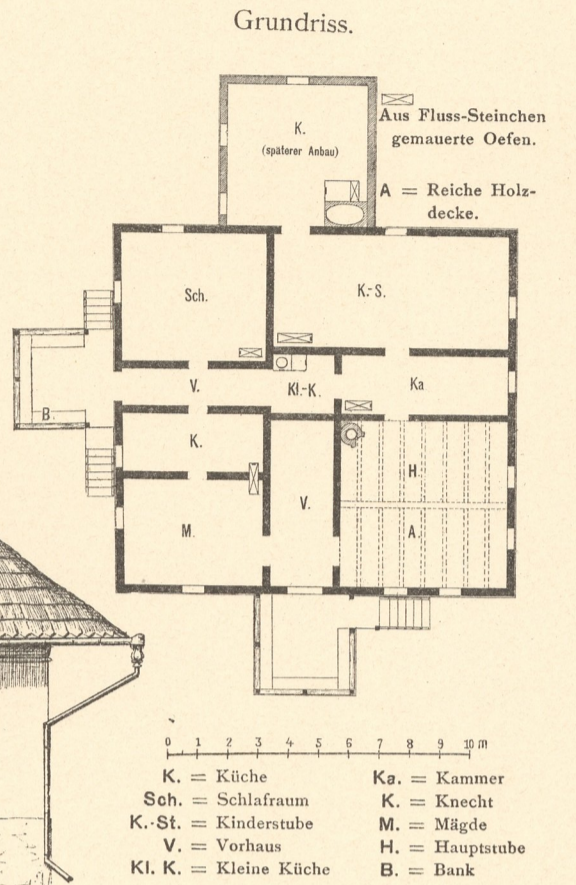 Grundriss.
K.
(späterer Anbau)
Aus Fluss-Steinchen
gemauerte Oefen.
A = Reiche Holz-
decke.
Sch.
K.-S.
V.
Kl.-K.
Ka
B.
K.
V.
H.
M.
A.
0 1 2 3 4 5 6 7 8 9 10 m
K. = Küche
Sch. = Schlafraum
K.-St. = Kinderstube
V. = Vorhaus
Kl. K. = Kleine Küche
Ka. = Kammer
K. = Knecht
M. = Mägde
H. = Hauptstube
B. = Bank